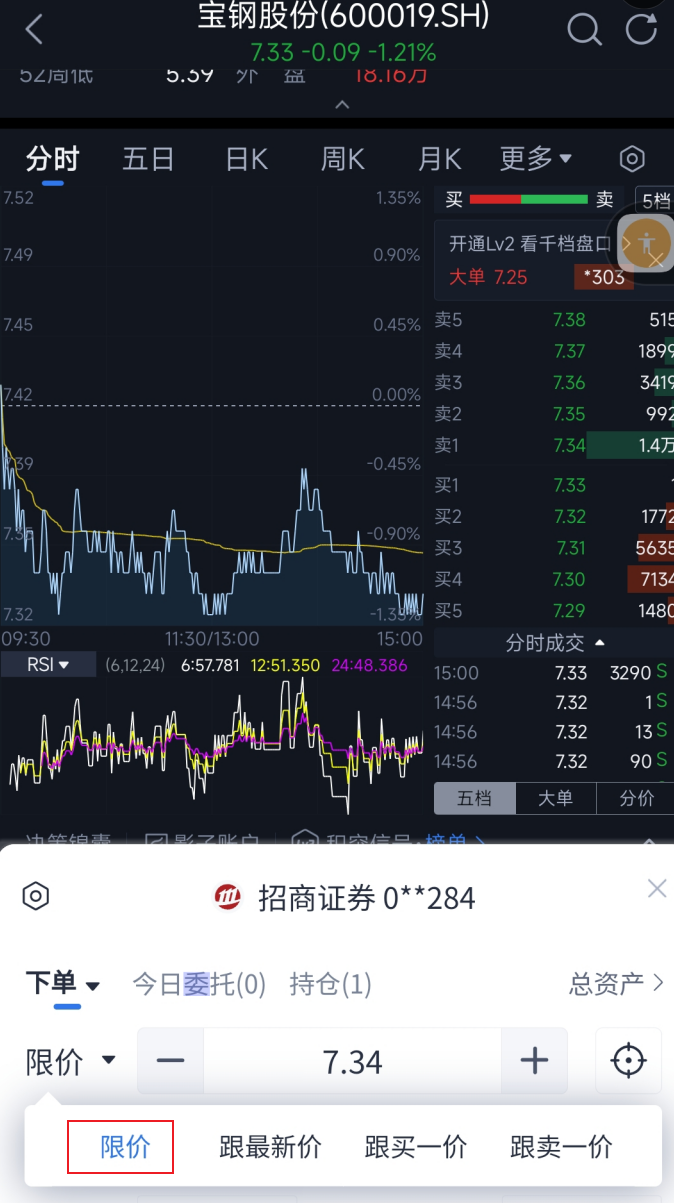 宝钢股份(600019.SH)
7.33 -0.09 -1.21%
52周低 5.39 外 盘 18.16万
分时 五日 日K 周K 月K 更多
买 卖 5档
开通Lv2 看千档盘口
大单 7.25 *303
7.52 1.35%
7.49 0.90%
7.45 0.45%
7.42 0.00%
7.39 -0.45%
7.35 -0.90%
7.32 -1.35%
09:30 11:30/13:00 15:00
卖5 7.38 515
卖4 7.37 1899
卖3 7.36 3419
卖2 7.35 992
卖1 7.34 1.4万
买1 7.33
买2 7.32 1772
买3 7.31 5635
买4 7.30 7134
买5 7.29 1480
分时成交
15:00 7.33 3290 S
14:56 7.32 1 S
14:56 7.32 13 S
14:56 7.32 90 S
五档 大单 分价
RSI (6,12,24) 6:57.781 12:51.350 24:48.386
决策锦囊 影子账户 积突信号·榜单
招商证券 0**284
下单 今日委托(0) 持仓(1) 总资产
限价 7.34
限价 跟最新价 跟买一价 跟卖一价